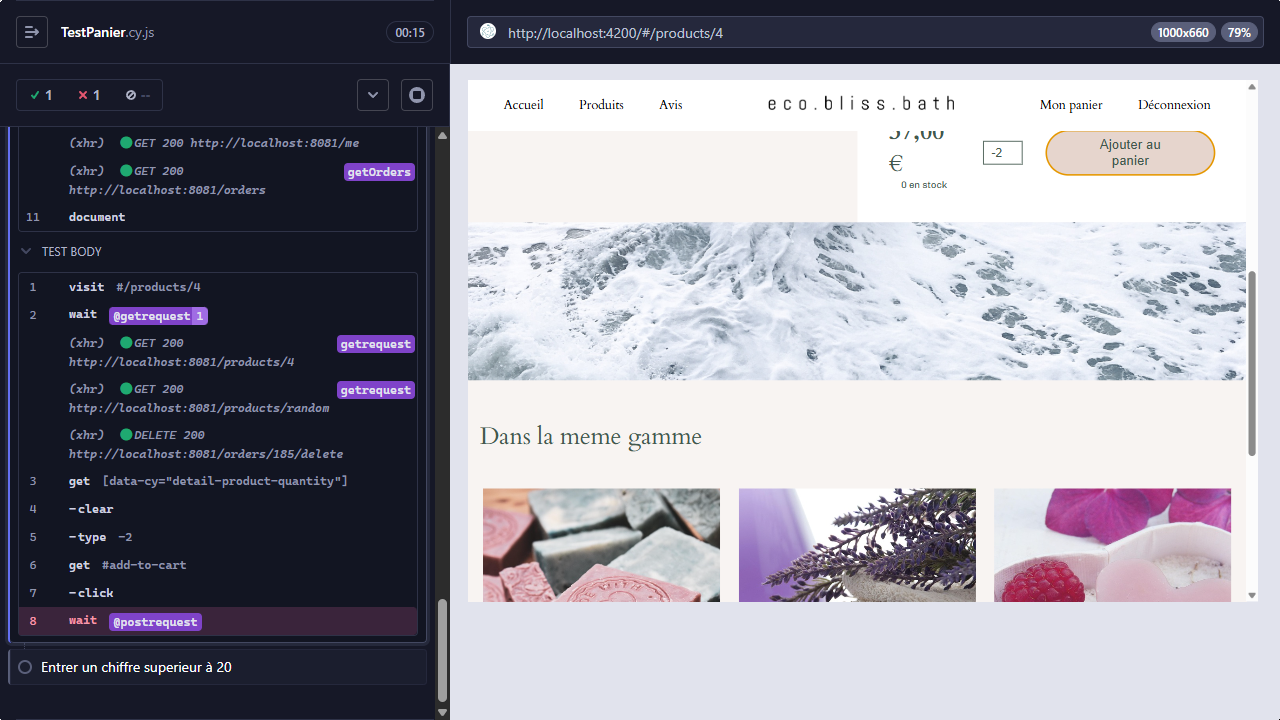 TestPanier.cy.js
00:15
1
1
--
(xhr) GET 200 http://localhost:8081/me
(xhr) GET 200 getOrders
http://localhost:8081/orders
11 document
TEST BODY
1 visit #/products/4
2 wait @getrequest 1
(xhr) GET 200 getrequest
http://localhost:8081/products/4
(xhr) GET 200 getrequest
http://localhost:8081/products/random
(xhr) DELETE 200
http://localhost:8081/orders/185/delete
3 get [data-cy="detail-product-quantity"]
4 -clear
5 -type -2
6 get #add-to-cart
7 -click
8 wait @postrequest
Entrer un chiffre superieur à 20
http://localhost:4200/#/products/4
1000x660 79%
Accueil Produits Avis eco.bliss.bath Mon panier Déconnexion
37,00
€
-2
Ajouter au
panier
0 en stock
Dans la meme gamme